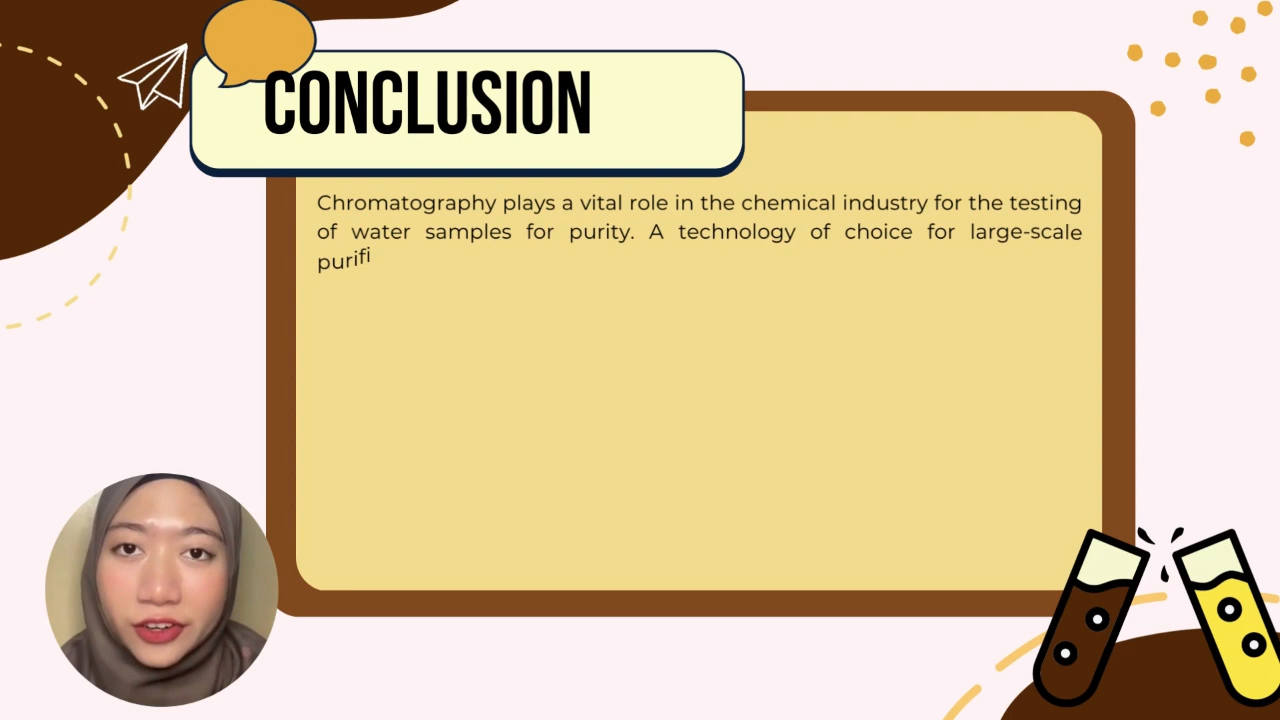 CONCLUSION
Chromatography plays a vital role in the chemical industry for the testing
of water samples for purity. A technology of choice for large-scale
purifi